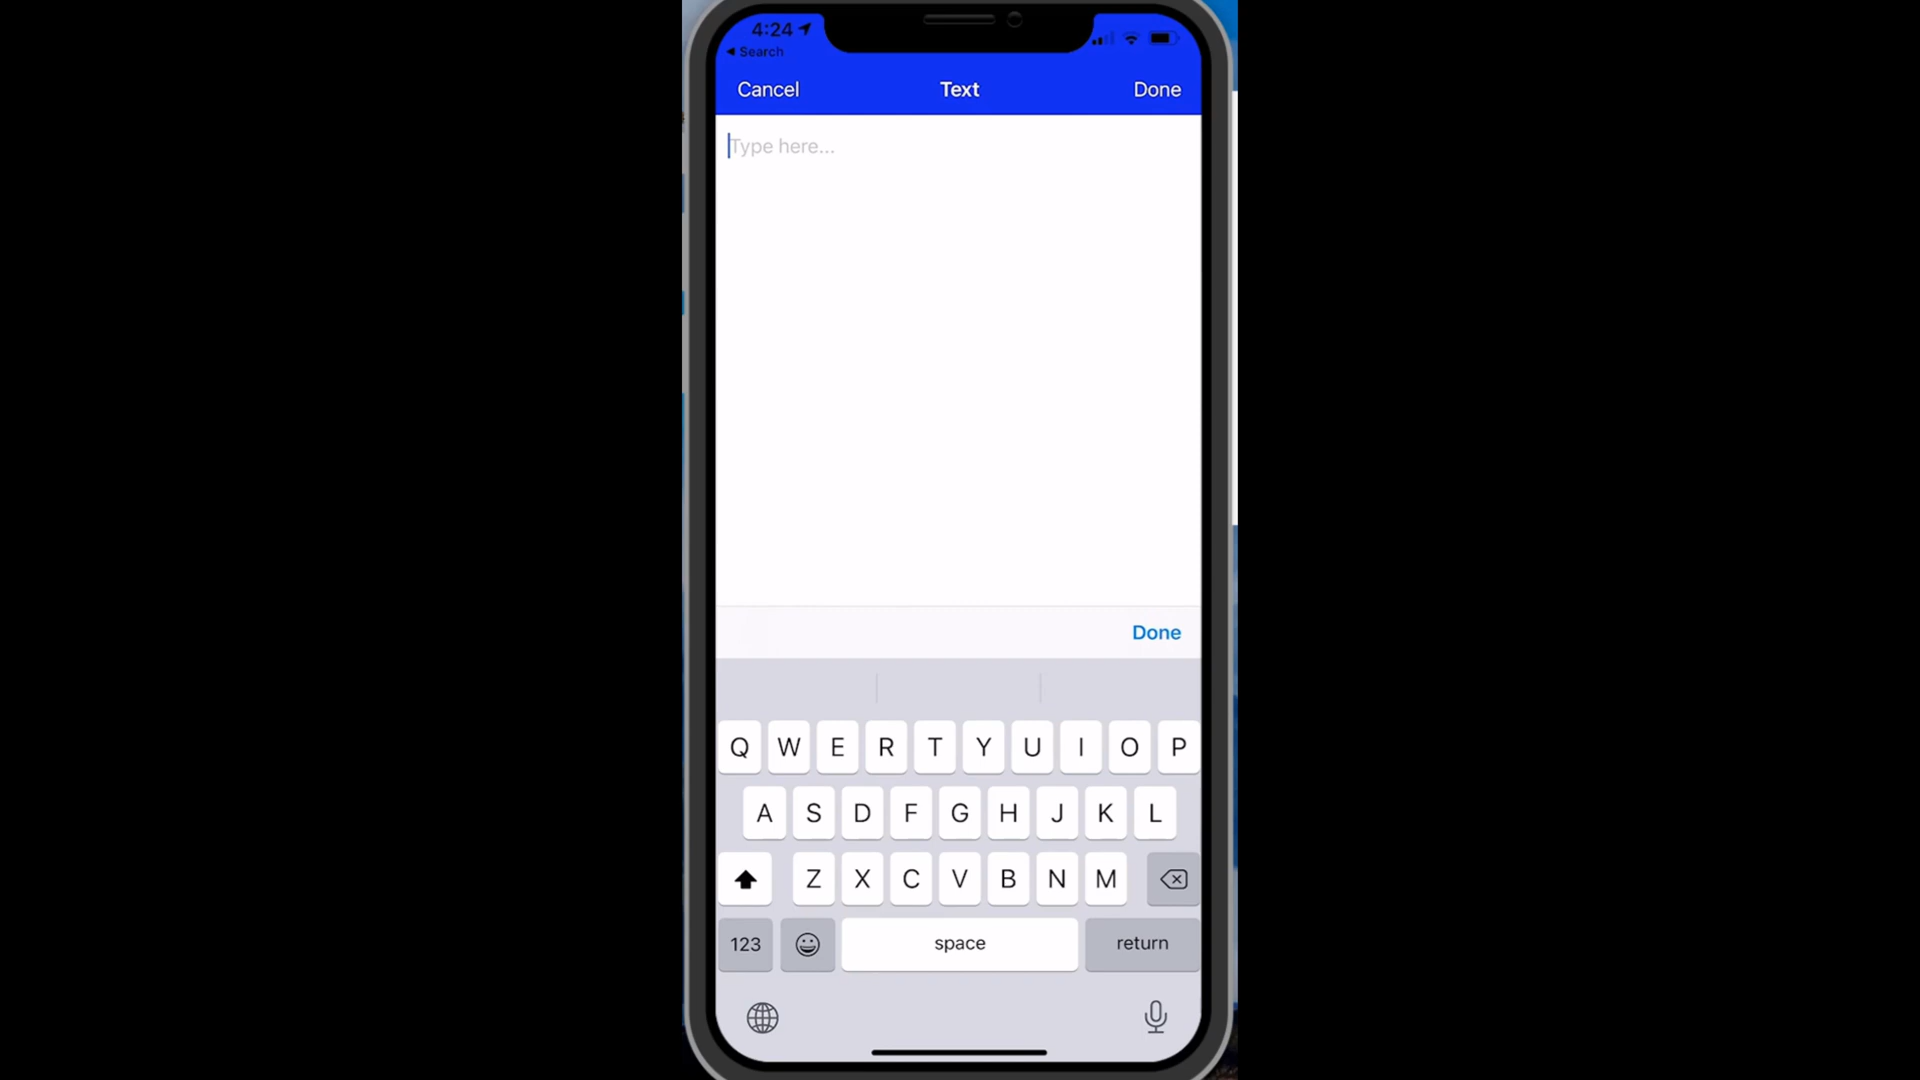 4:24
Search
Cancel Text Done
Type here...
Done
Q W E R T Y U I O P
A S D F G H J K L
Z X C V B N M
123 space return